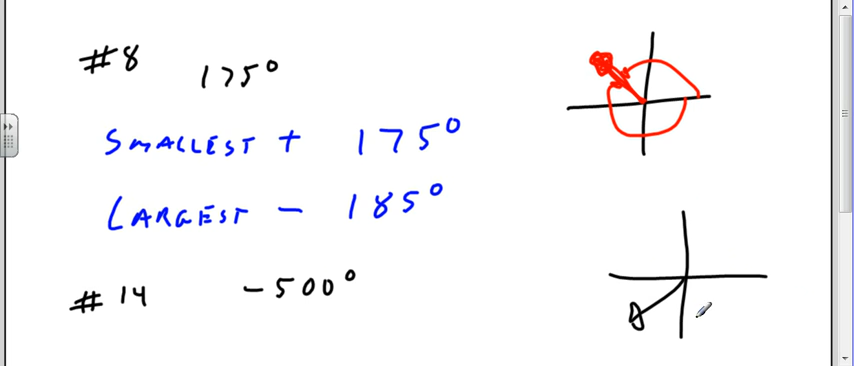 #8 175°
SMALLEST + 175°
LARGEST - 185°
#14 -500°